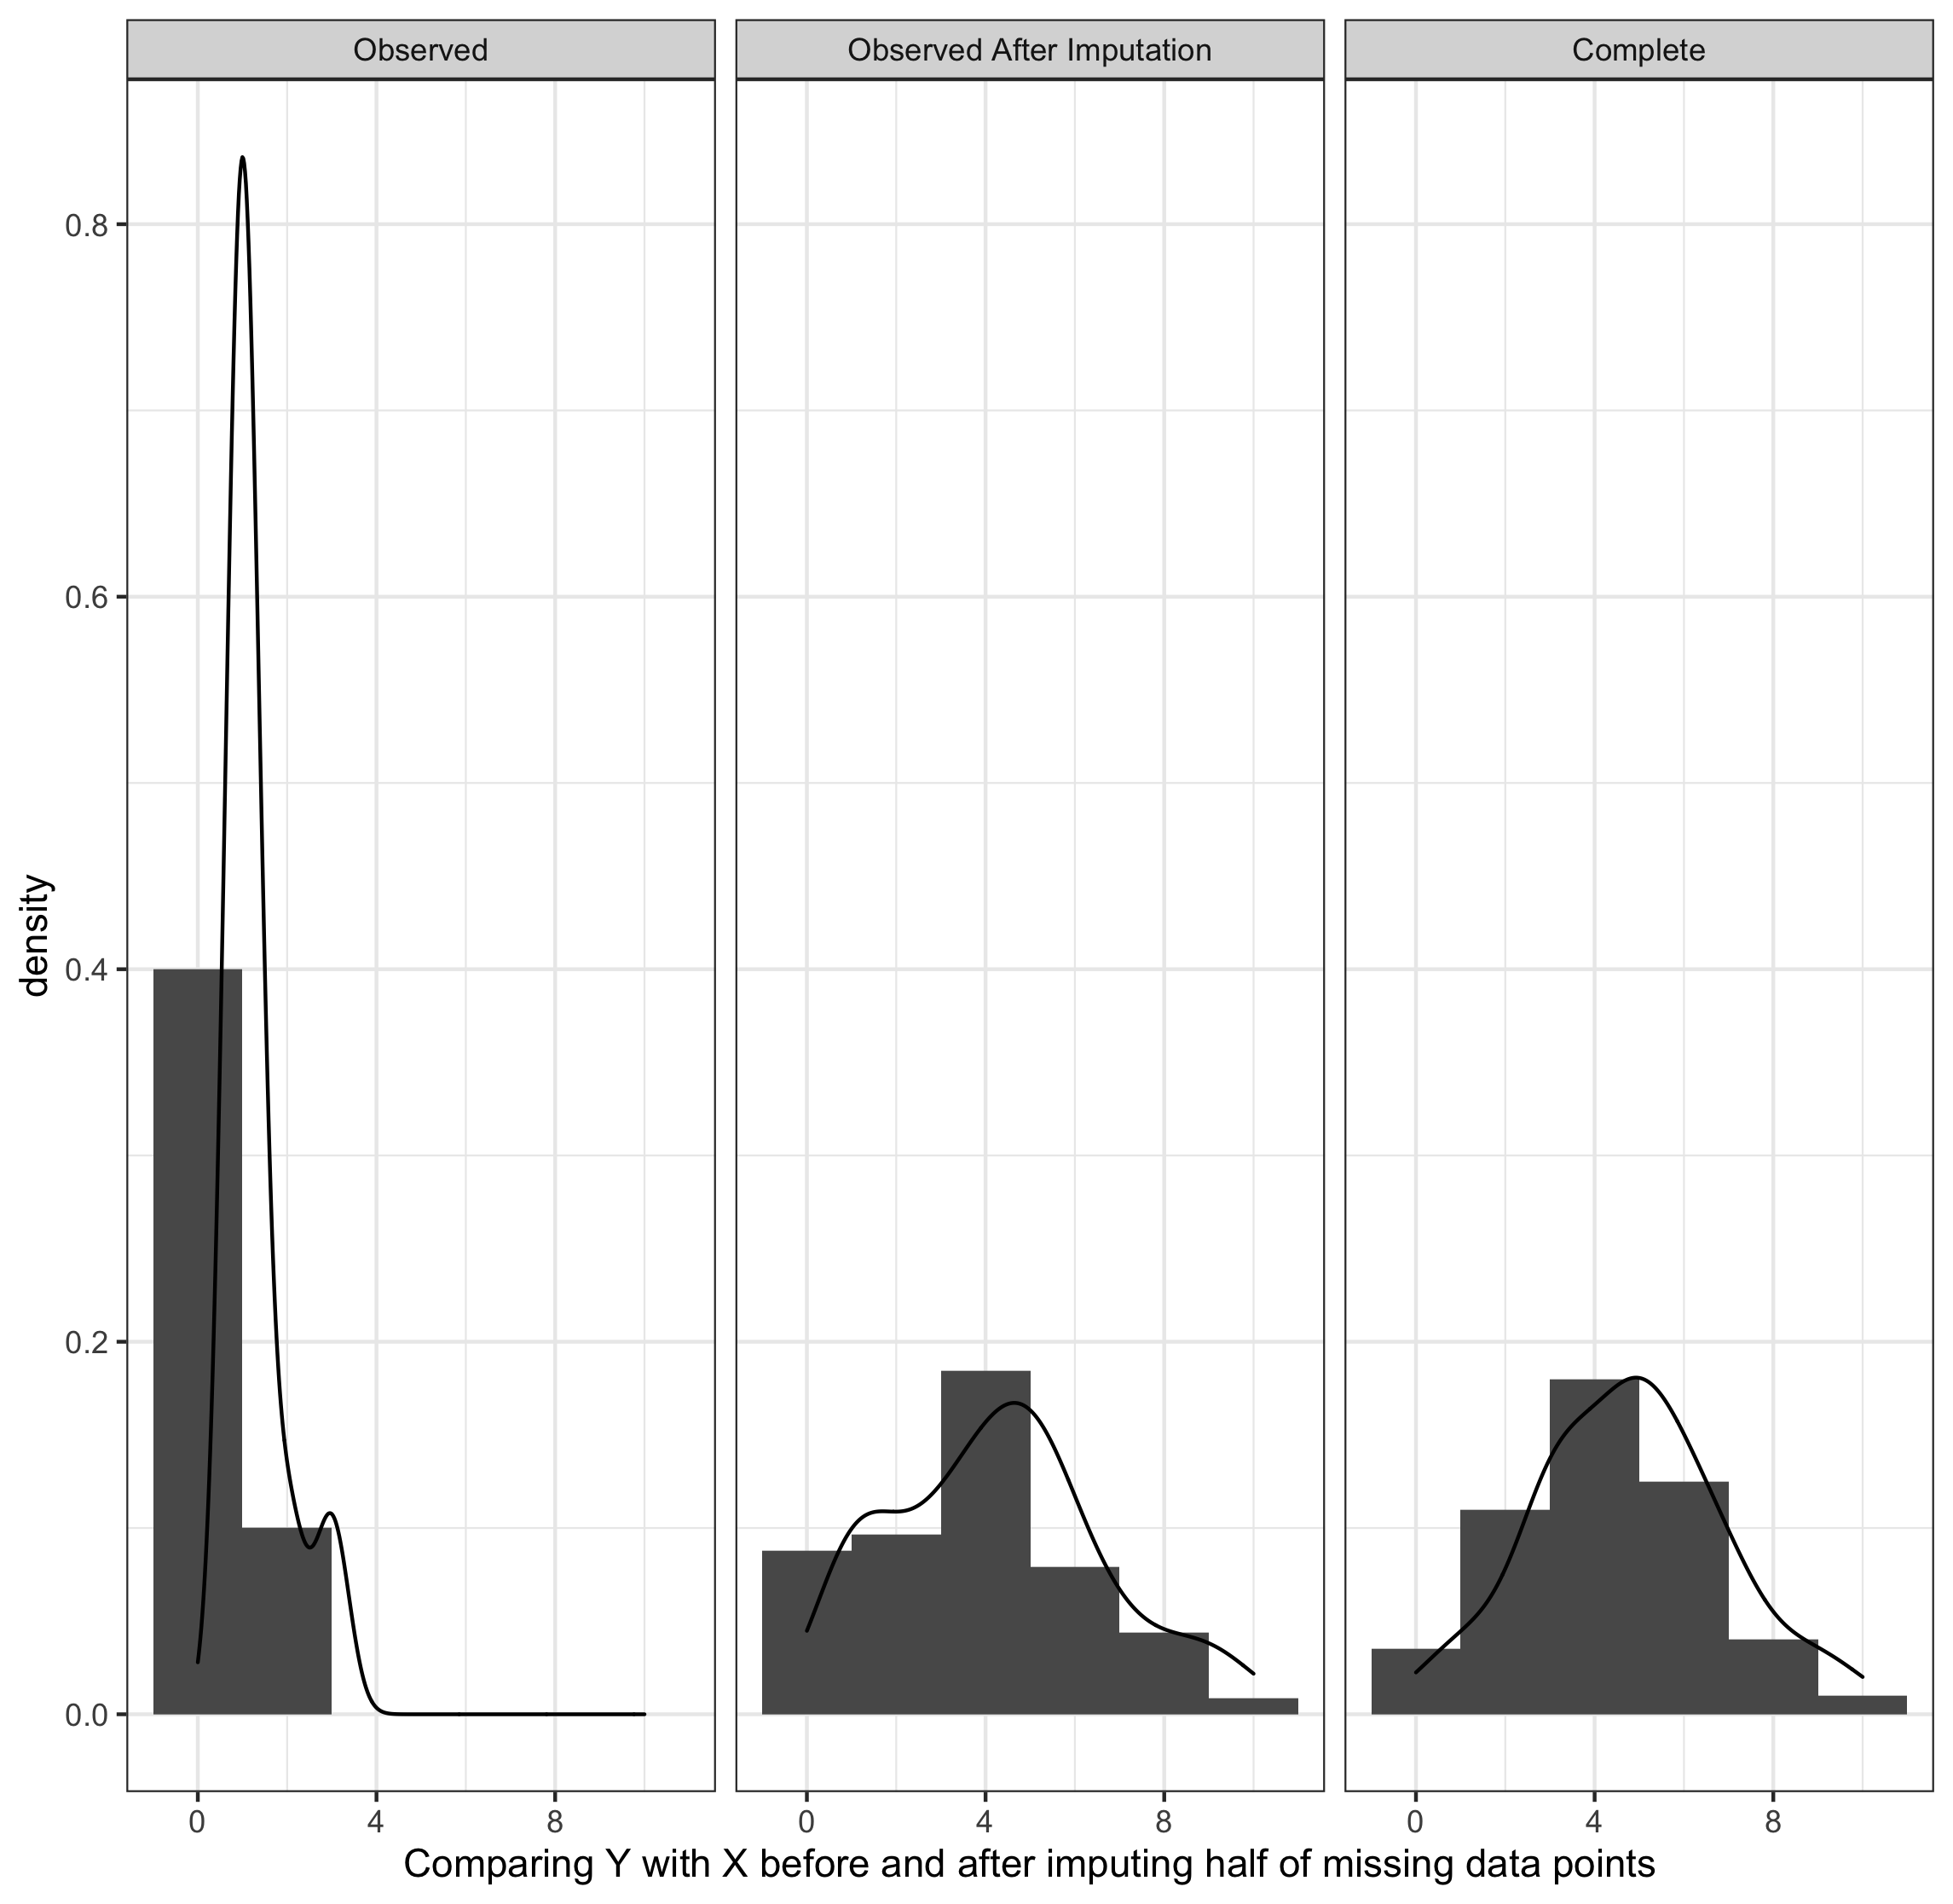 Observed
Observed After Imputation
Complete
0.8
0.6
0.4
0.2
0.0
density
0 4 8
0 4 8
0 4 8
Comparing Y with X before and after imputing half of missing data points